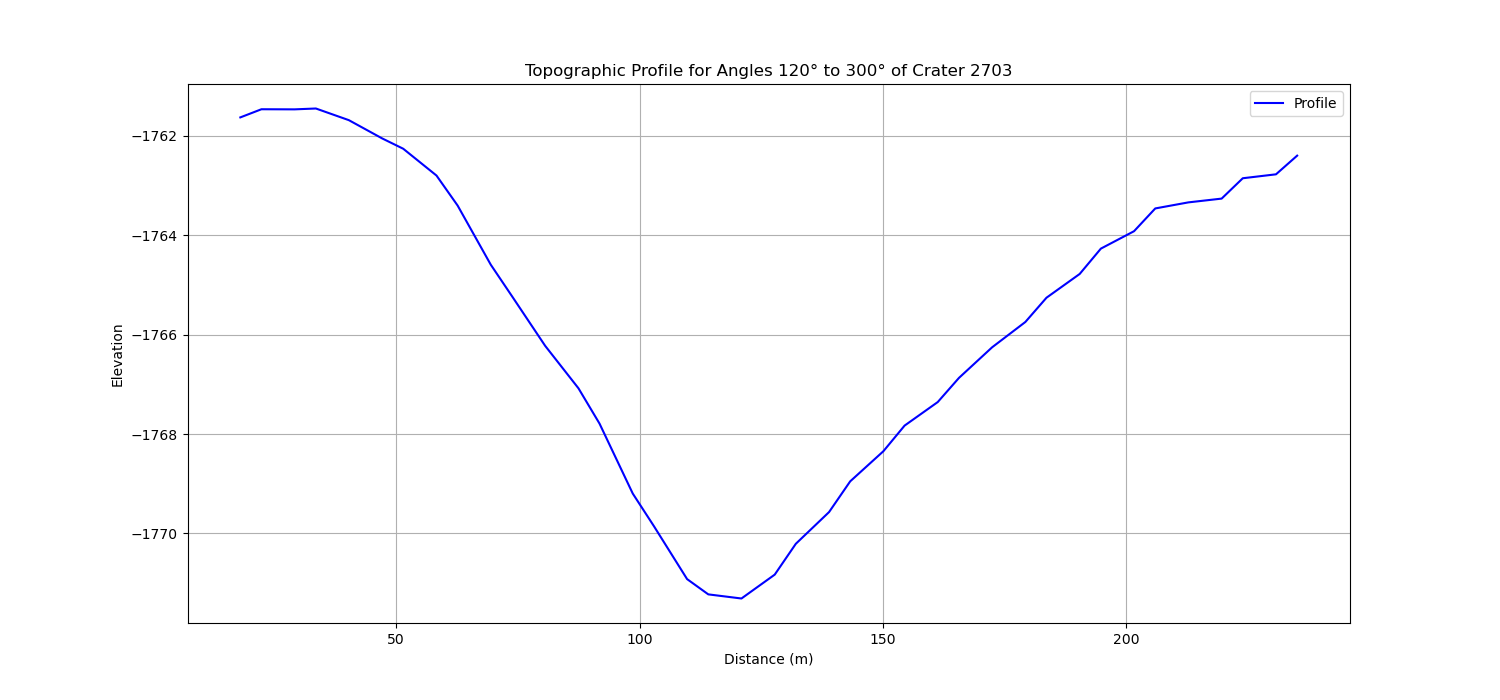 Topographic Profile for Angles 120° to 300° of Crater 2703
Profile
−1762
−1764
−1766
−1768
−1770
Elevation
50
100
150
200
Distance (m)